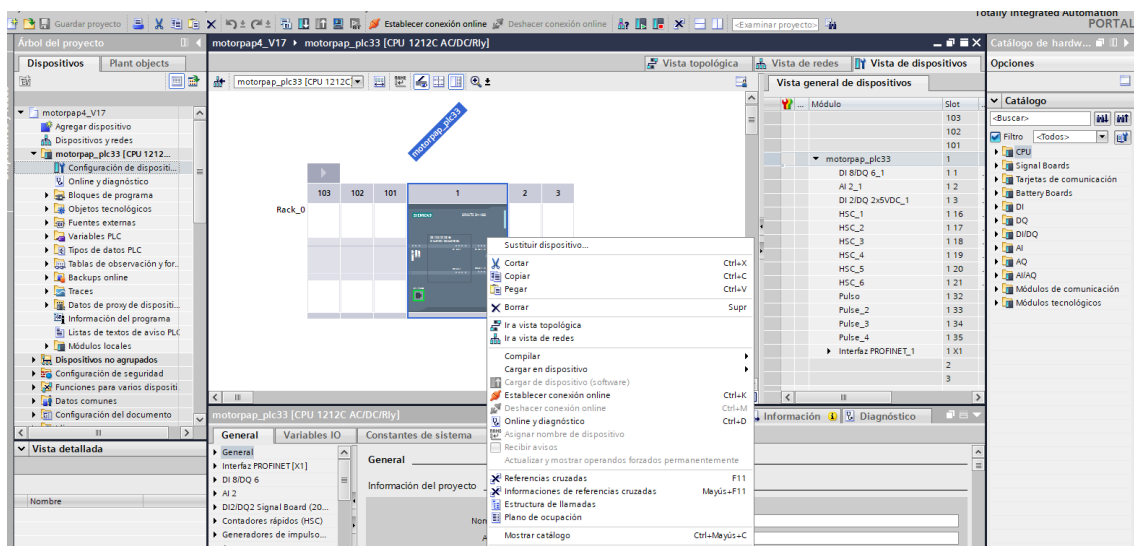 Totally Integrated Automation
PORTAL
Guardar proyecto
Establecer conexión online
Deshacer conexión online
<Examinar proyecto>
Árbol del proyecto
motorpap4_V17 ▸ motorpap_plc33 [CPU 1212C AC/DC/Rly]
Catálogo de hardw...
Dispositivos
Plant objects
Vista topológica
Vista de redes
Vista de dispositivos
Opciones
motorpap_plc33 [CPU 1212C]
Vista general de dispositivos
motorpap4_V17
Agregar dispositivo
Dispositivos y redes
motorpap_plc33 [CPU 1212...
Configuración de dispositi...
Online y diagnóstico
Bloques de programa
Objetos tecnológicos
Fuentes externas
Variables PLC
Tipos de datos PLC
Tablas de observación y for..
Backups online
Traces
Datos de proxy de dispositi...
Información del programa
Listas de textos de aviso PLC
Módulos locales
Dispositivos no agrupados
Configuración de seguridad
Funciones para varios dispositi
Datos comunes
Configuración del documento
Vista detallada
Nombre
motorpap_plc33
103 102 101 1 2 3
Rack_0
SIEMENS
Sustituir dispositivo...
Cortar Ctrl+X
Copiar Ctrl+C
Pegar Ctrl+V
Borrar Supr
Ir a vista topológica
Ir a vista de redes
Compilar
Cargar en dispositivo
Cargar de dispositivo (software)
Establecer conexión online Ctrl+K
Deshacer conexión online Ctrl+M
Online y diagnóstico Ctrl+D
Asignar nombre de dispositivo
Recibir avisos
Actualizar y mostrar operandos forzados permanentemente
Referencias cruzadas F11
Informaciones de referencias cruzadas Mayús+F11
Estructura de llamadas
Plano de ocupación
Mostrar catálogo Ctrl+Mayús+C
... Módulo Slot
103
102
101
motorpap_plc33 1
DI 8/DQ 6_1 1 1
AI 2_1 1 2
DI 2/DQ 2x5VDC_1 1 3
HSC_1 1 16
HSC_2 1 17
HSC_3 1 18
HSC_4 1 19
HSC_5 1 20
HSC_6 1 21
Pulso 1 32
Pulse_2 1 33
Pulse_3 1 34
Pulse_4 1 35
Interfaz PROFINET_1 1 X1
2
3
motorpap_plc33 [CPU 1212C AC/DC/Rly]
Información
Diagnóstico
General
Variables IO
Constantes de sistema
General
Interfaz PROFINET [X1]
DI 8/DQ 6
AI 2
DI2/DQ2 Signal Board (20...
Contadores rápidos (HSC)
Generadores de impulso...
General
Información del proyecto
Non
A
Catálogo
<Buscar>
Filtro <Todos>
CPU
Signal Boards
Tarjetas de comunicación
Battery Boards
DI
DQ
DI/DQ
AI
AQ
AI/AQ
Módulos de comunicación
Módulos tecnológicos